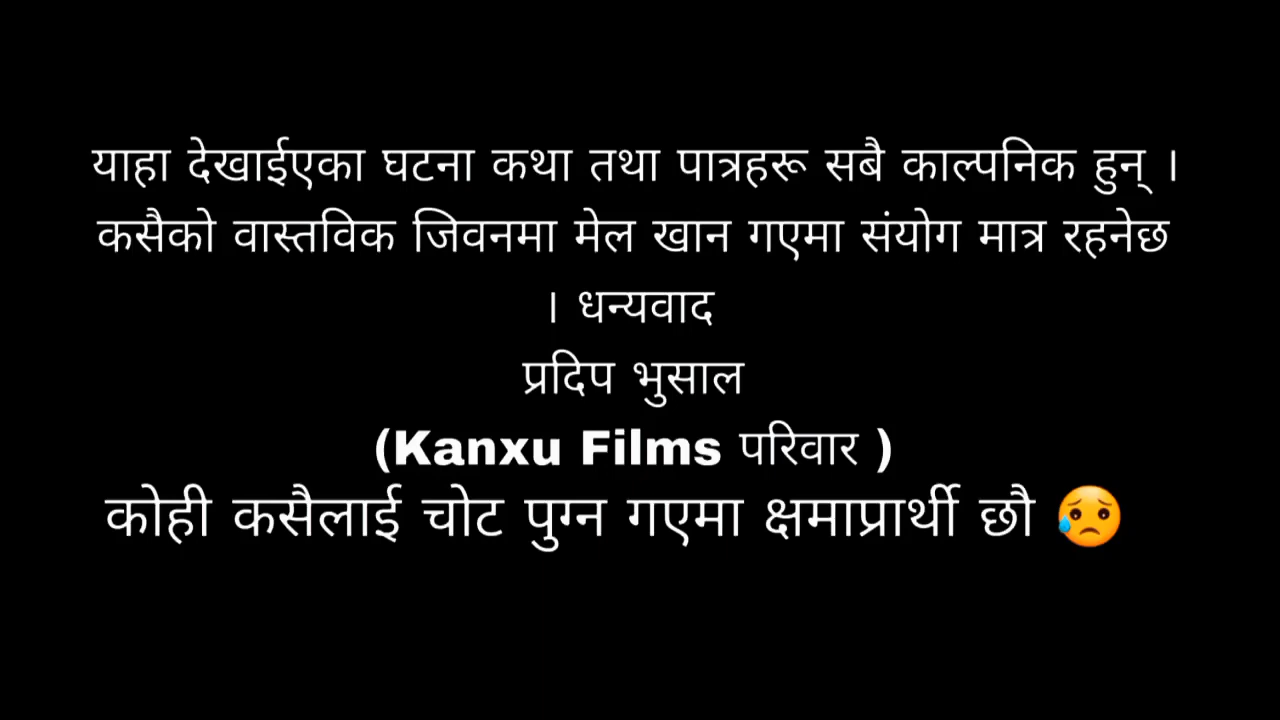 याहा देखाईएका घटना कथा तथा पात्रहरू सबै काल्पनिक हुन् ।
कसैको वास्तविक जिवनमा मेल खान गएमा संयोग मात्र रहनेछ
। धन्यवाद
प्रदिप भुसाल
(Kanxu Films परिवार )
कोही कसैलाई चोट पुग्न गएमा क्षमाप्रार्थी छौ 😥